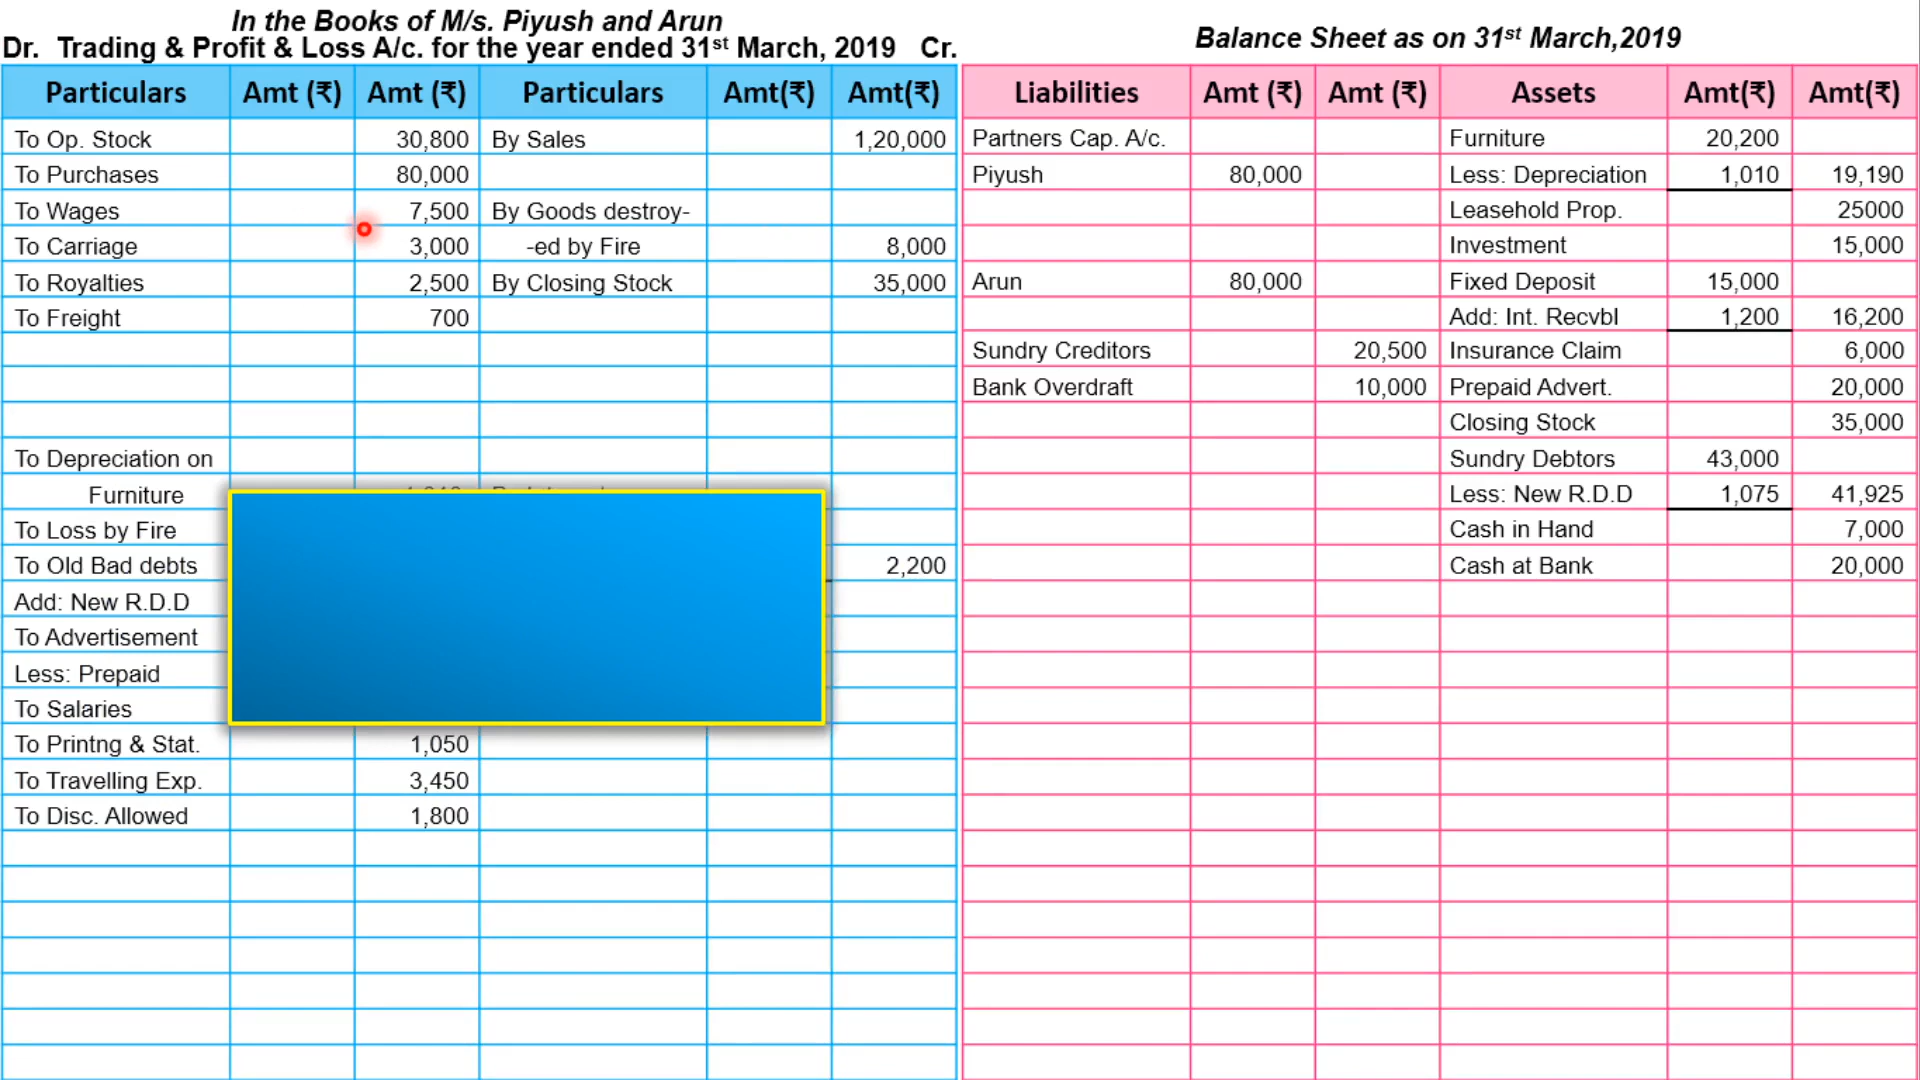 In the Books of M/s. Piyush and Arun
Dr. Trading & Profit & Loss A/c. for the year ended 31st March, 2019 Cr.
Particulars Amt (₹) Amt (₹) Particulars Amt(₹) Amt(₹)
To Op. Stock 30,800 By Sales 1,20,000
To Purchases 80,000
To Wages 7,500 By Goods destroy-
To Carriage 3,000 -ed by Fire 8,000
To Royalties 2,500 By Closing Stock 35,000
To Freight 700
To Depreciation on
Furniture
To Loss by Fire
To Old Bad debts 2,200
Add: New R.D.D
To Advertisement
Less: Prepaid
To Salaries
To Printng & Stat. 1,050
To Travelling Exp. 3,450
To Disc. Allowed 1,800
Balance Sheet as on 31st March,2019
Liabilities Amt (₹) Amt (₹) Assets Amt(₹) Amt(₹)
Partners Cap. A/c. Furniture 20,200
Piyush 80,000 Less: Depreciation 1,010 19,190
Leasehold Prop. 25000
Investment 15,000
Arun 80,000 Fixed Deposit 15,000
Add: Int. Recvbl 1,200 16,200
Sundry Creditors 20,500 Insurance Claim 6,000
Bank Overdraft 10,000 Prepaid Advert. 20,000
Closing Stock 35,000
Sundry Debtors 43,000
Less: New R.D.D 1,075 41,925
Cash in Hand 7,000
Cash at Bank 20,000